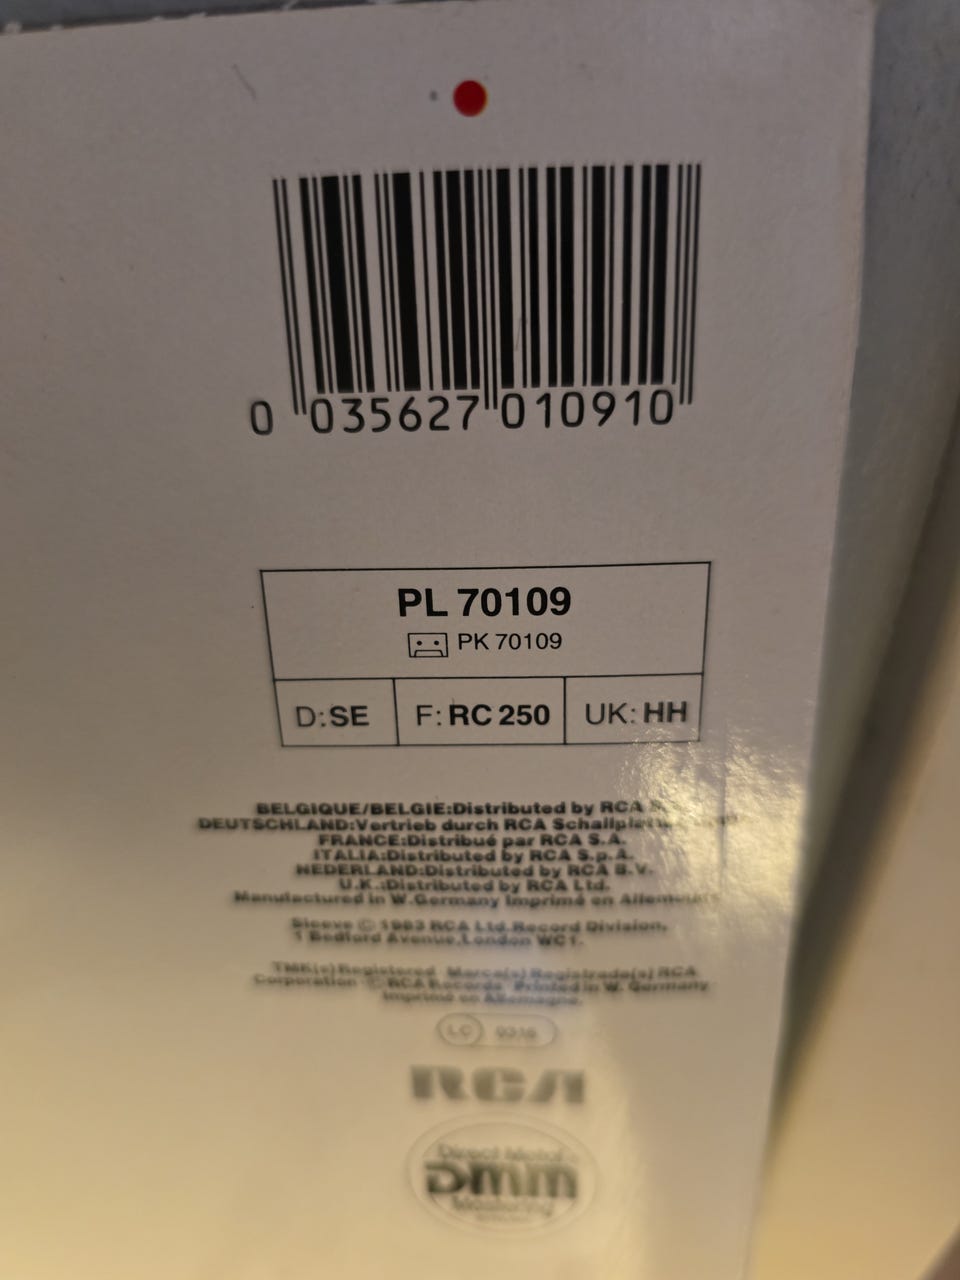 0 035627 010910
PL 70109
PK 70109
D:SE F:RC 250 UK:HH
BELGIQUE/BELGIE:Distributed by RCA
DEUTSCHLAND:Vertrieb durch RCA
FRANCE:Distribué par RCA S.A.
ITALIA:Distributed by RCA S.p.A.
NEDERLAND:Distributed by RCA B.V.
U.K.:Distributed by RCA Ltd.
Manufactured in W.Germany Imprimé en
Sleeve © 1983 RCA Ltd.Record Division,
1 Bedford Avenue,London WC1.
TMK(s) Registered Marca(s) Registrada(s) RCA
Corporation © RCA Records Printed in W. Germany
Imprimé en Allemagne.
LC 0316
RCA
Direct Metal
DMM
Mastering